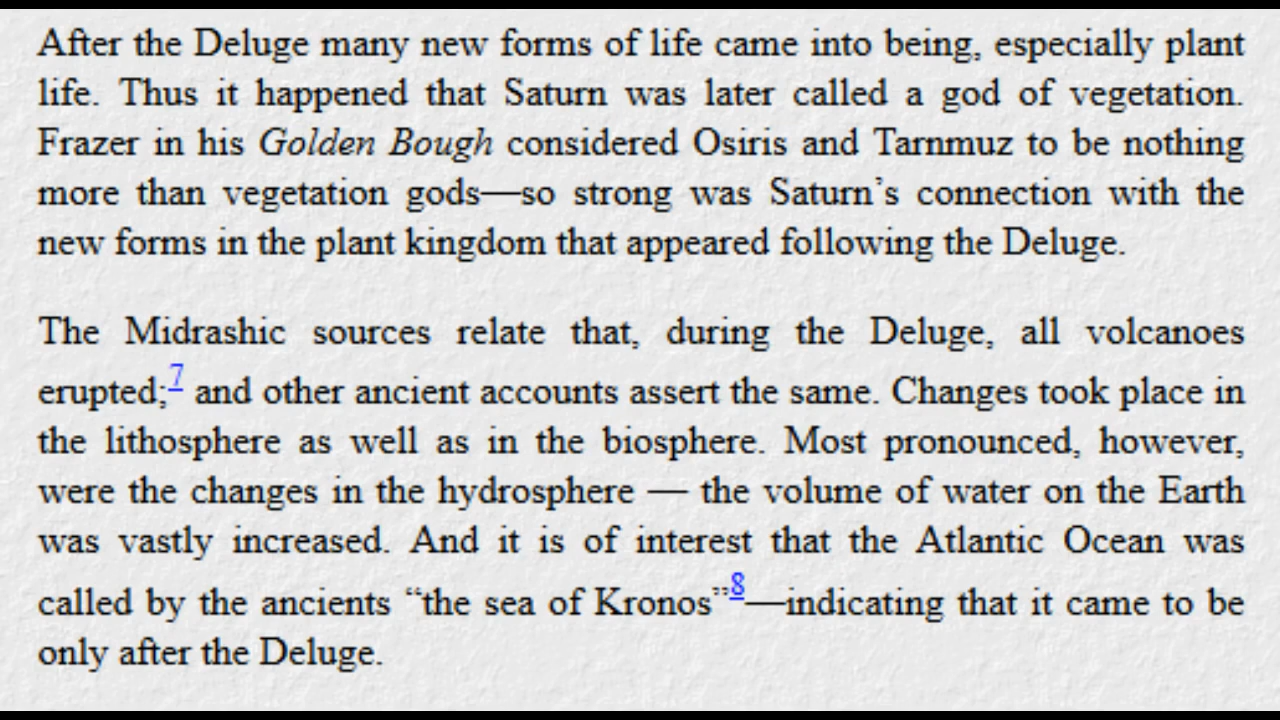 After the Deluge many new forms of life came into being, especially plant
life. Thus it happened that Saturn was later called a god of vegetation.
Frazer in his Golden Bough considered Osiris and Tarnmuz to be nothing
more than vegetation gods—so strong was Saturn’s connection with the
new forms in the plant kingdom that appeared following the Deluge.
The Midrashic sources relate that, during the Deluge, all volcanoes
erupted;7 and other ancient accounts assert the same. Changes took place in
the lithosphere as well as in the biosphere. Most pronounced, however,
were the changes in the hydrosphere — the volume of water on the Earth
was vastly increased. And it is of interest that the Atlantic Ocean was
called by the ancients “the sea of Kronos”8—indicating that it came to be
only after the Deluge.